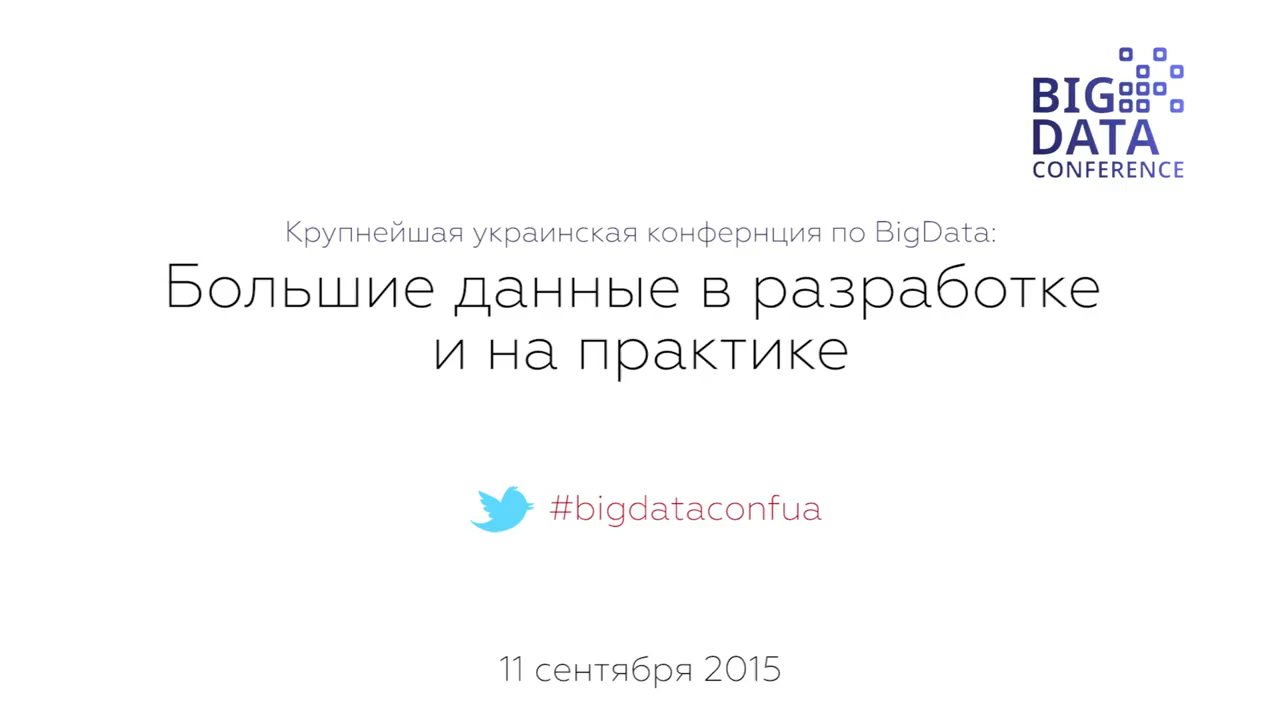 BIG
DATA
CONFERENCE
Крупнейшая украинская конфернция по BigData:
Большие данные в разработке
и на практике
#bigdataconfua
11 сентября 2015